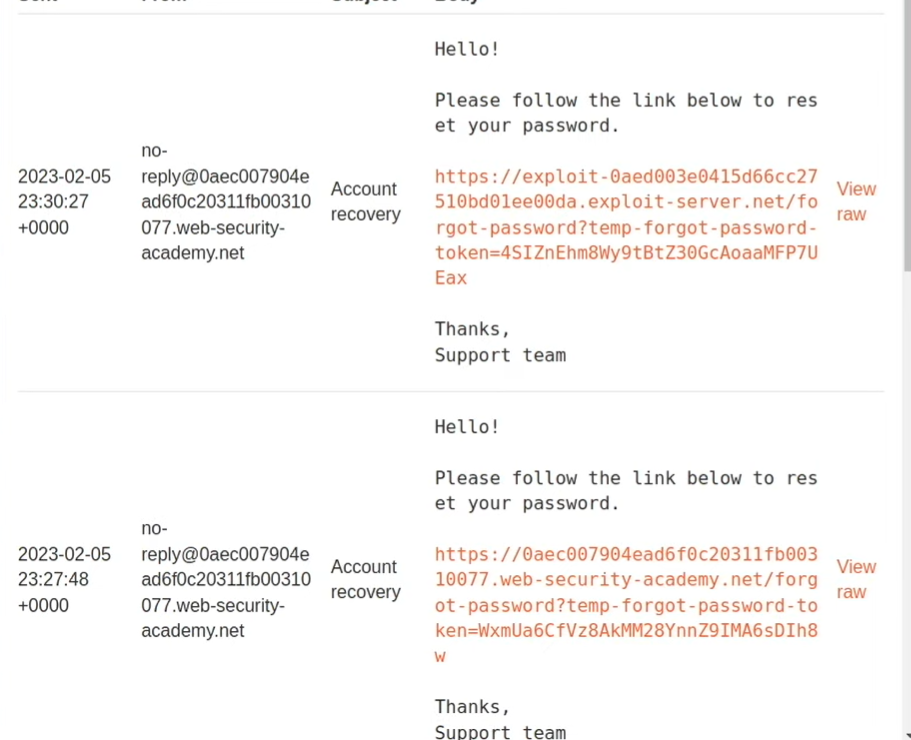 Hello!
Please follow the link below to res
et your password.
2023-02-05
23:30:27
+0000
no-
reply@0aec007904e
ad6f0c20311fb00310
077.web-security-
academy.net
Account
recovery
https://exploit-0aed003e0415d66cc27
510bd01ee00da.exploit-server.net/fo
rgot-password?temp-forgot-password-
token=4SIZnEhm8Wy9tBtZ30GcAoaaMFP7U
Eax
View
raw
Thanks,
Support team
Hello!
Please follow the link below to res
et your password.
2023-02-05
23:27:48
+0000
no-
reply@0aec007904e
ad6f0c20311fb00310
077.web-security-
academy.net
Account
recovery
https://0aec007904ead6f0c20311fb003
10077.web-security-academy.net/forg
ot-password?temp-forgot-password-to
ken=WxmUa6CfVz8AkMM28YnnZ9IMA6sDIh8
w
View
raw
Thanks,
Support team